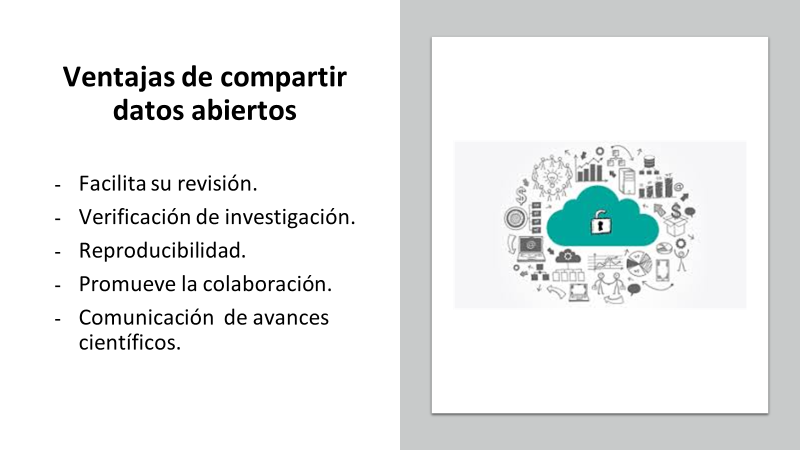 Ventajas de compartir
datos abiertos
- Facilita su revisión.
- Verificación de investigación.
- Reproducibilidad.
- Promueve la colaboración.
- Comunicación  de avances
científicos.